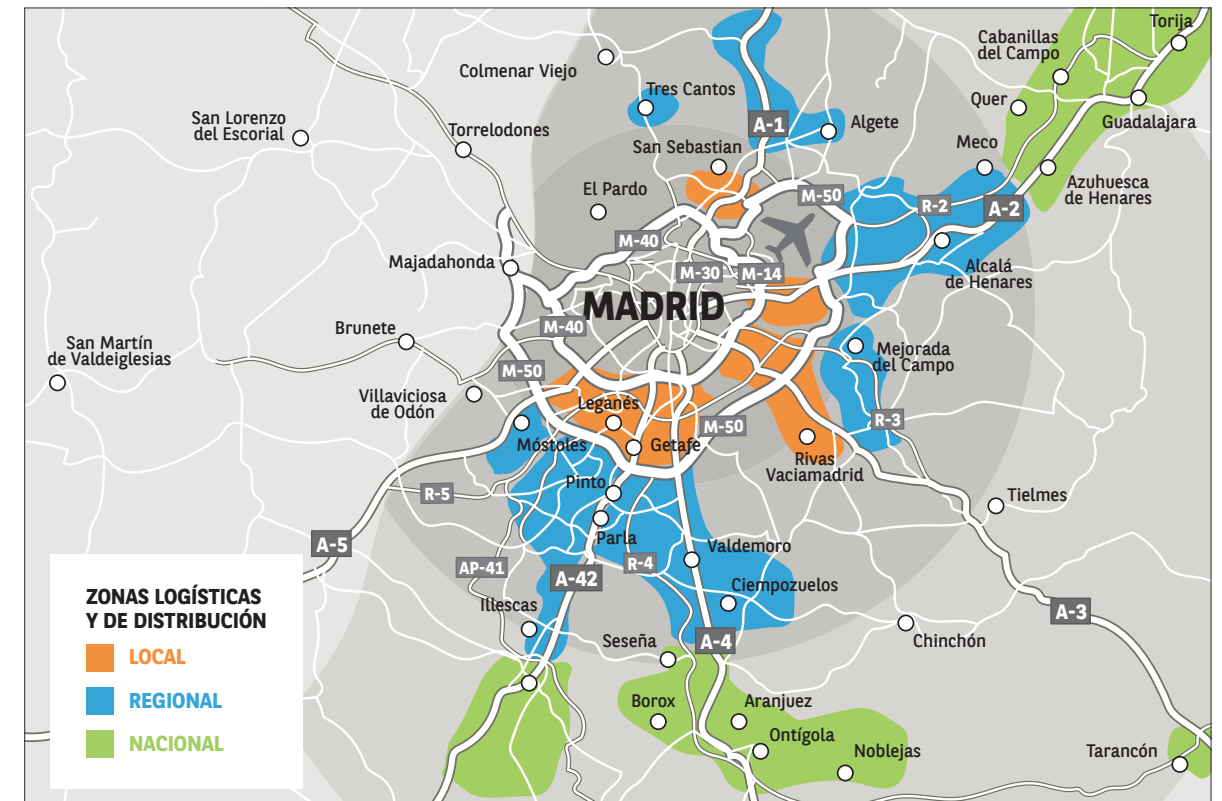 Torija
Cabanillas
del Campo
Colmenar Viejo
Tres Cantos
Quer
Guadalajara
San Lorenzo
del Escorial
Torrelodones
A-1
Algete
San Sebastian
Meco
El Pardo
M-50
R-2
A-2
Azuhuesca
de Henares
M-40
Majadahonda
M-30
M-14
Alcalá
de Henares
MADRID
Brunete
M-40
San Martín
de Valdeiglesias
Mejorada
del Campo
M-50
Villaviciosa
de Odón
Leganés
M-50
R-3
Móstoles
Getafe
Rivas
Vaciamadrid
Pinto
R-5
Tielmes
Parla
A-5
Valdemoro
AP-41
A-42
R-4
Ciempozuelos
ZONAS LOGÍSTICAS
Y DE DISTRIBUCIÓN
LOCAL
REGIONAL
NACIONAL
Illescas
A-3
Seseña
A-4
Chinchón
Borox
Aranjuez
Ontígola
Noblejas
Tarancón